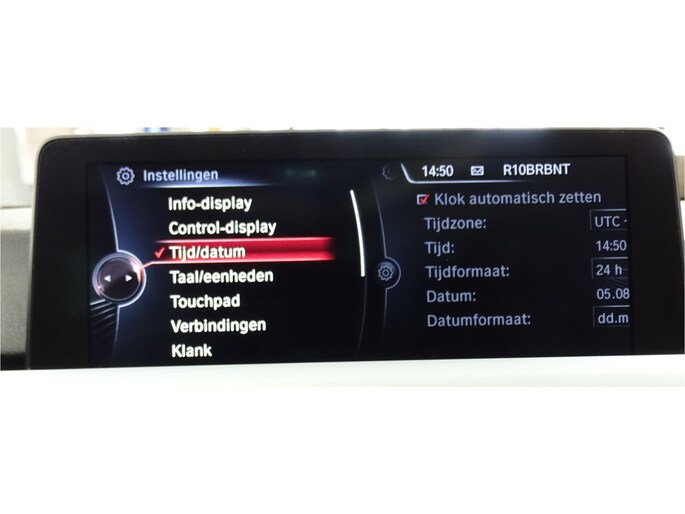 Instellingen
Info-display
Control-display
Tijd/datum
Taal/eenheden
Touchpad
Verbindingen
Klank
14:50 R10BRBNT
Klok automatisch zetten
Tijdzone: UTC -
Tijd: 14:50
Tijdformaat: 24 h
Datum: 05.08
Datumformaat: dd.m